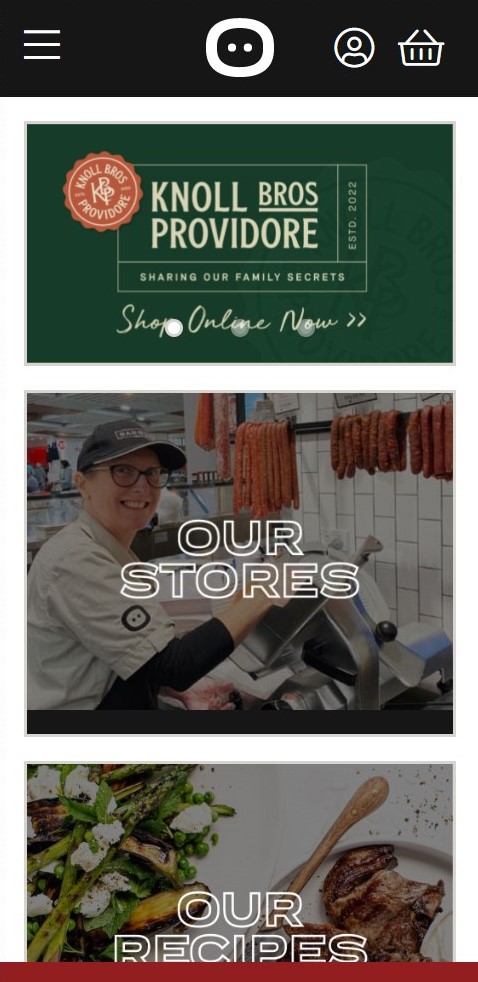 KNOLL BROS
KBP
PROVIDORE
KNOLL BROS
PROVIDORE
ESTD. 2022
SHARING OUR FAMILY SECRETS
Shop Online Now >>
OUR
STORES
OUR
RECIPES